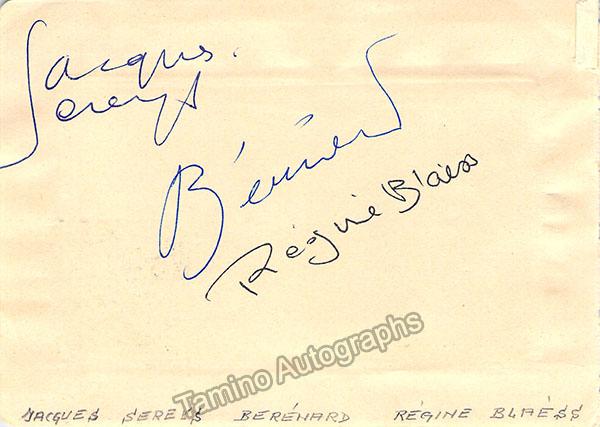 Jacques
Sereys
Bérénard
Régine Blaëss
Tamino Autographs
JACQUES SEREYS BERÉNARD RÉGINE BLAËSS